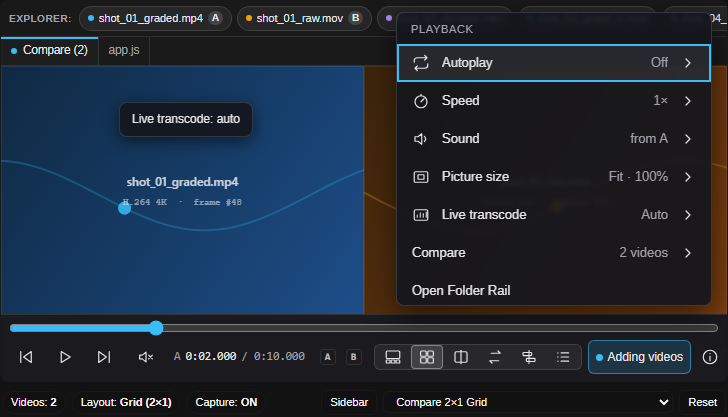 EXPLORER: shot_01_graded.mp4 A shot_01_raw.mov B
Compare (2) app.js
Live transcode: auto
shot_01_graded.mp4
H.264 4K · frame #48
PLAYBACK
Autoplay Off
Speed 1×
Sound from A
Picture size Fit · 100%
Live transcode Auto
Compare 2 videos
Open Folder Rail
A 0:02.000 / 0:10.000 A B
Adding videos
Videos: 2 Layout: Grid (2×1) Capture: ON Sidebar Compare 2×1 Grid Reset